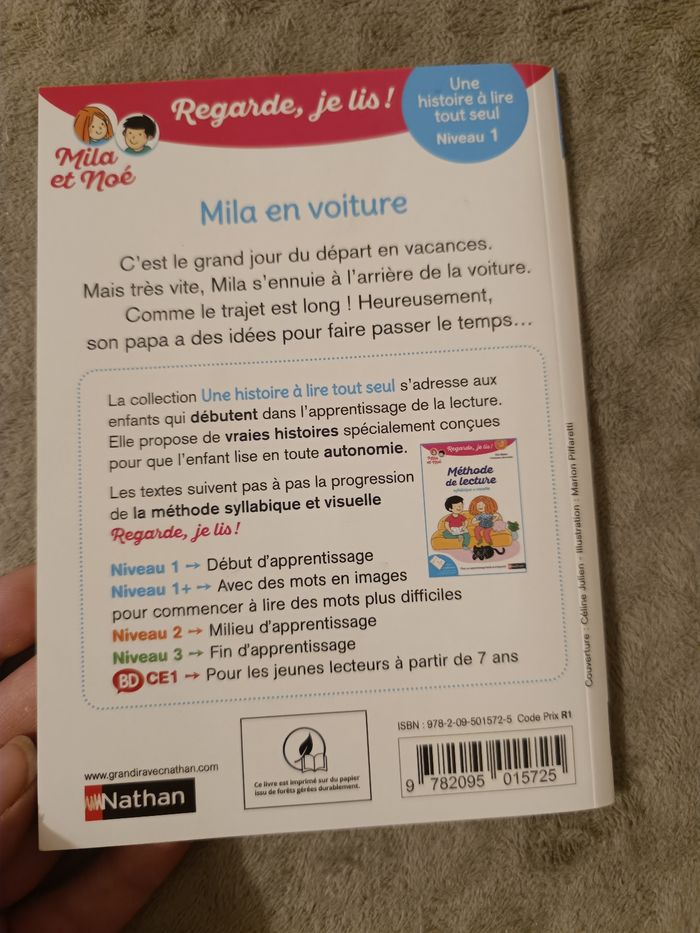 Regarde, je lis !
Une
histoire à lire
tout seul
Niveau 1
Mila
et Noé
Mila en voiture
C'est le grand jour du départ en vacances.
Mais très vite, Mila s'ennuie à l'arrière de la voiture.
Comme le trajet est long ! Heureusement,
son papa a des idées pour faire passer le temps…
La collection Une histoire à lire tout seul s'adresse aux
enfants qui débutent dans l'apprentissage de la lecture.
Elle propose de vraies histoires spécialement conçues
pour que l'enfant lise en toute autonomie.
Les textes suivent pas à pas la progression
de la méthode syllabique et visuelle
Regarde, je lis !
Regarde, je lis !
Mila
et Noé
Méthode
de lecture
syllabique et visuelle
Nathan
Niveau 1 → Début d'apprentissage
Niveau 1+ → Avec des mots en images
pour commencer à lire des mots plus difficiles
Niveau 2 → Milieu d'apprentissage
Niveau 3 → Fin d'apprentissage
BD CE1 → Pour les jeunes lecteurs à partir de 7 ans
Couverture : Céline Julien - Illustration : Marion Piffaretti
www.grandiravecnathan.com
Nathan
Ce livre est imprimé sur du papier
issu de forêts gérées durablement.
ISBN : 978-2-09-501572-5 Code Prix R1
9 782095 015725